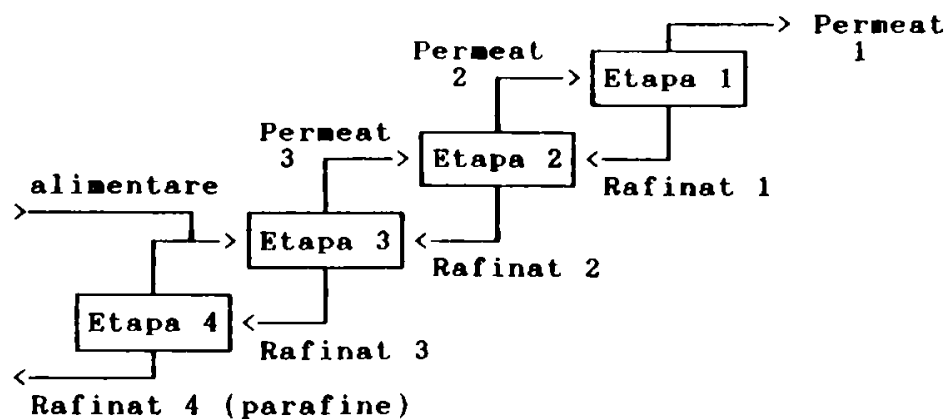 Permeat
1
Permeat
2
Etapa 1
Permeat
3
Etapa 2
Rafinat 1
alimentare
Etapa 3
Rafinat 2
Etapa 4
Rafinat 3
Rafinat 4 (parafine)